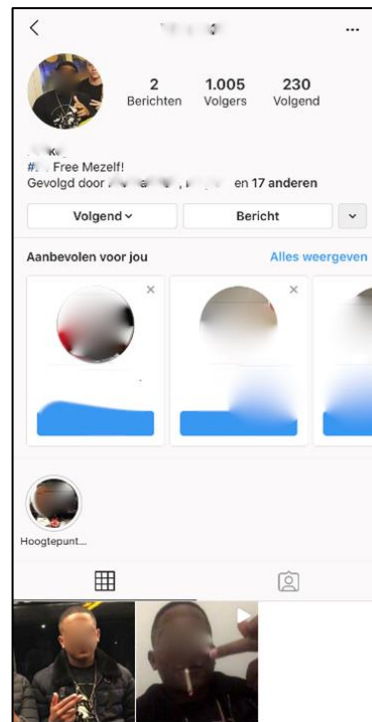 2 1.005 230
Berichten Volgers Volgend
Free Mezelf!
Gevolgd door , en 17 anderen
Volgend Bericht
Aanbevolen voor jou Alles weergeven
Hoogtepunt...